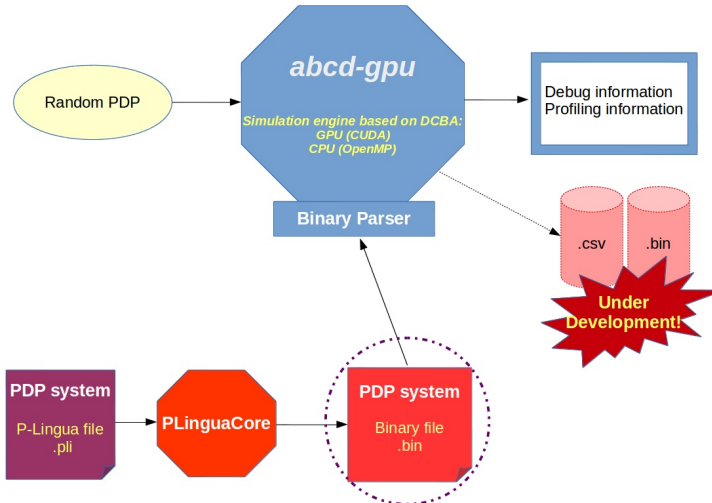 abcd-gpu
Random PDP
Simulation engine based on DCBA:
GPU (CUDA)
CPU (OpenMP)
Debug information
Profiling information
Binary Parser
.csv
.bin
Under
Development!
PDP system
P-Lingua file
.pli
PLinguaCore
PDP system
Binary file
.bin